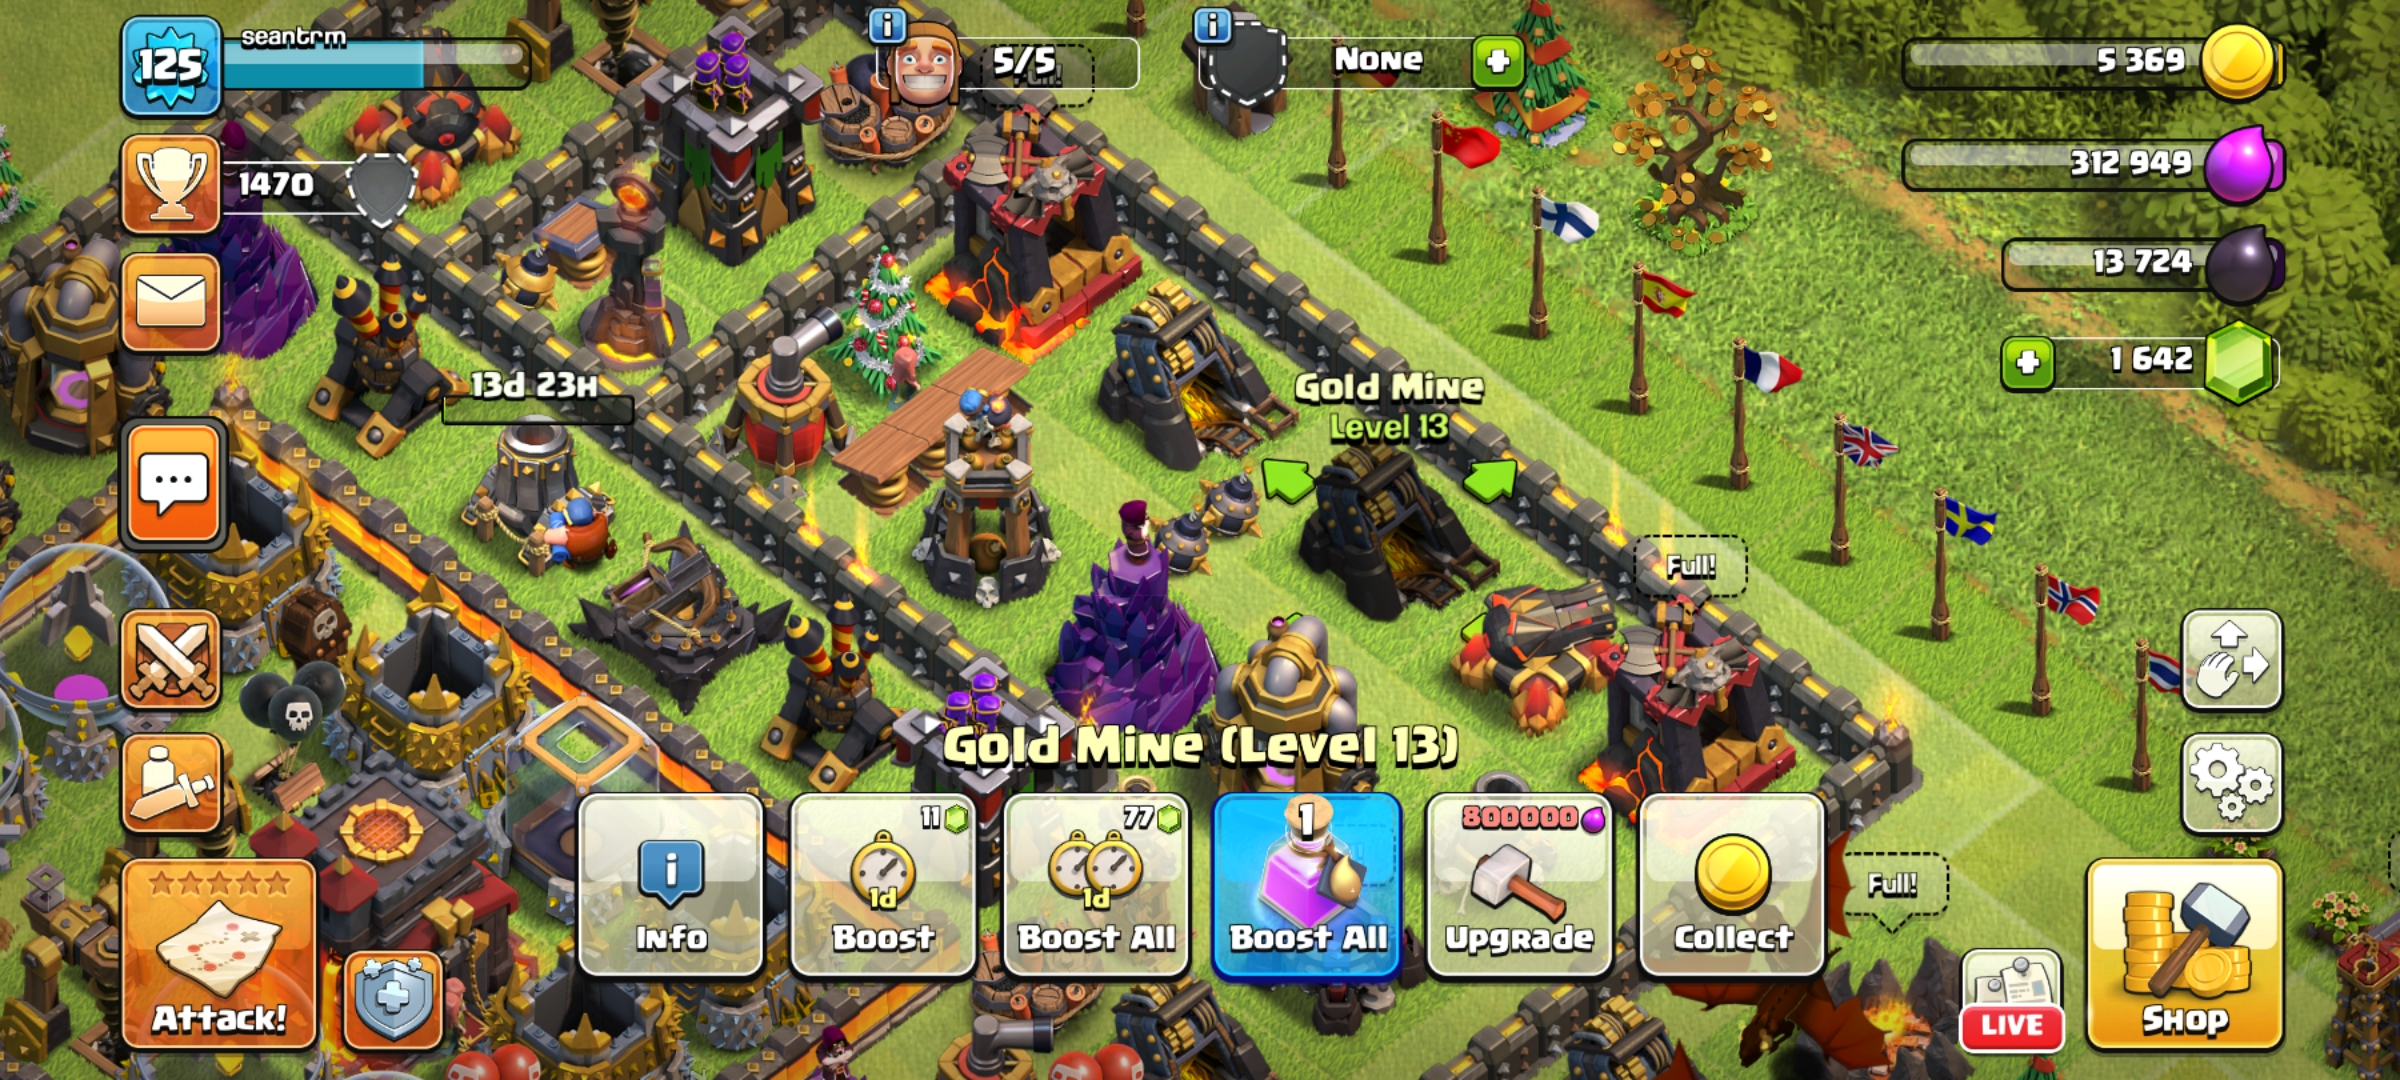 125
seantrm
5/5
None
5 369
1470
312 949
13 724
1 642
13d 23H
Gold Mine
Level 13
Full!
Gold Mine (Level 13)
11
77
1
800000
1d
1d
Info
Boost
Boost All
Boost All
Upgrade
Collect
Full!
Attack!
LIVE
Shop